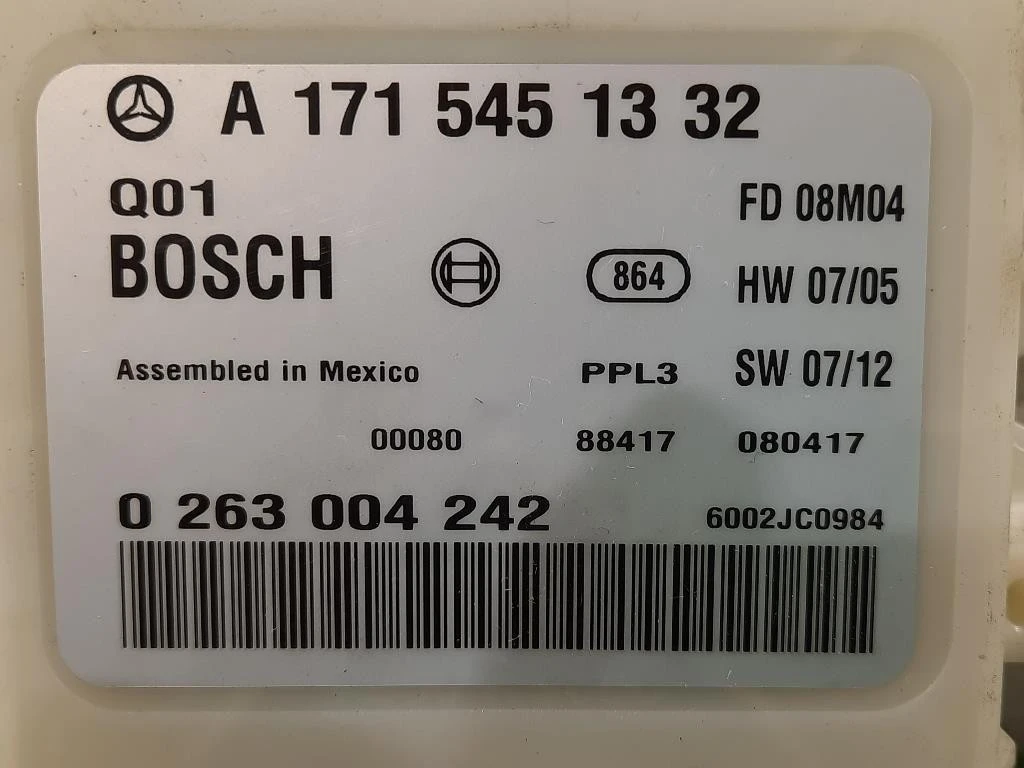 A 171 545 13 32
Q01 FD 08M04
BOSCH 864 HW 07/05
Assembled in Mexico PPL3 SW 07/12
00080 88417 080417
0 263 004 242 6002JC0984